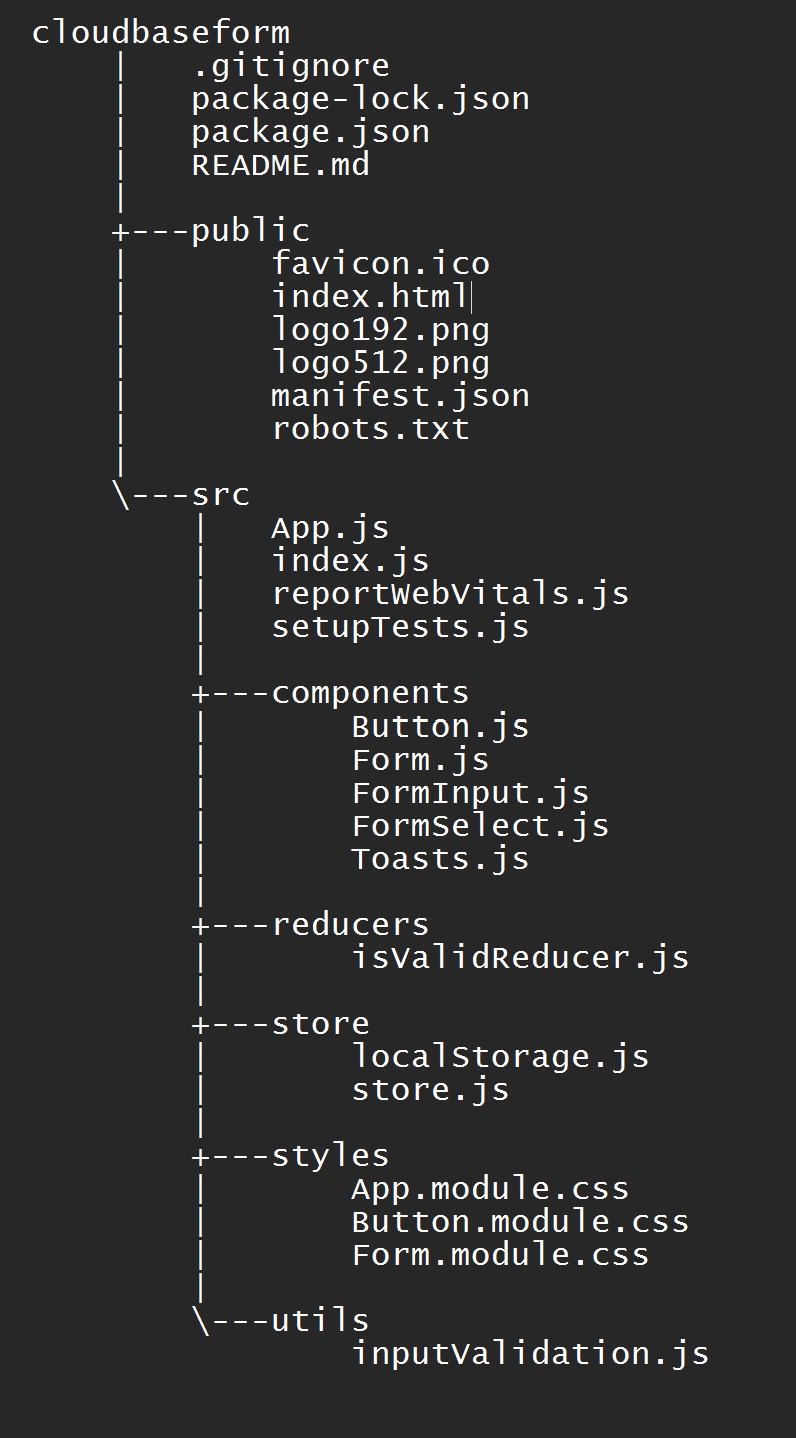 cloudbaseform
    |   .gitignore
    |   package-lock.json
    |   package.json
    |   README.md
    |
    +---public
    |       favicon.ico
    |       index.html
    |       logo192.png
    |       logo512.png
    |       manifest.json
    |       robots.txt
    |
    \---src
        |   App.js
        |   index.js
        |   reportWebVitals.js
        |   setupTests.js
        |
        +---components
        |       Button.js
        |       Form.js
        |       FormInput.js
        |       FormSelect.js
        |       Toasts.js
        |
        +---reducers
        |       isValidReducer.js
        |
        +---store
        |       localStorage.js
        |       store.js
        |
        +---styles
        |       App.module.css
        |       Button.module.css
        |       Form.module.css
        |
        \---utils
                inputValidation.js